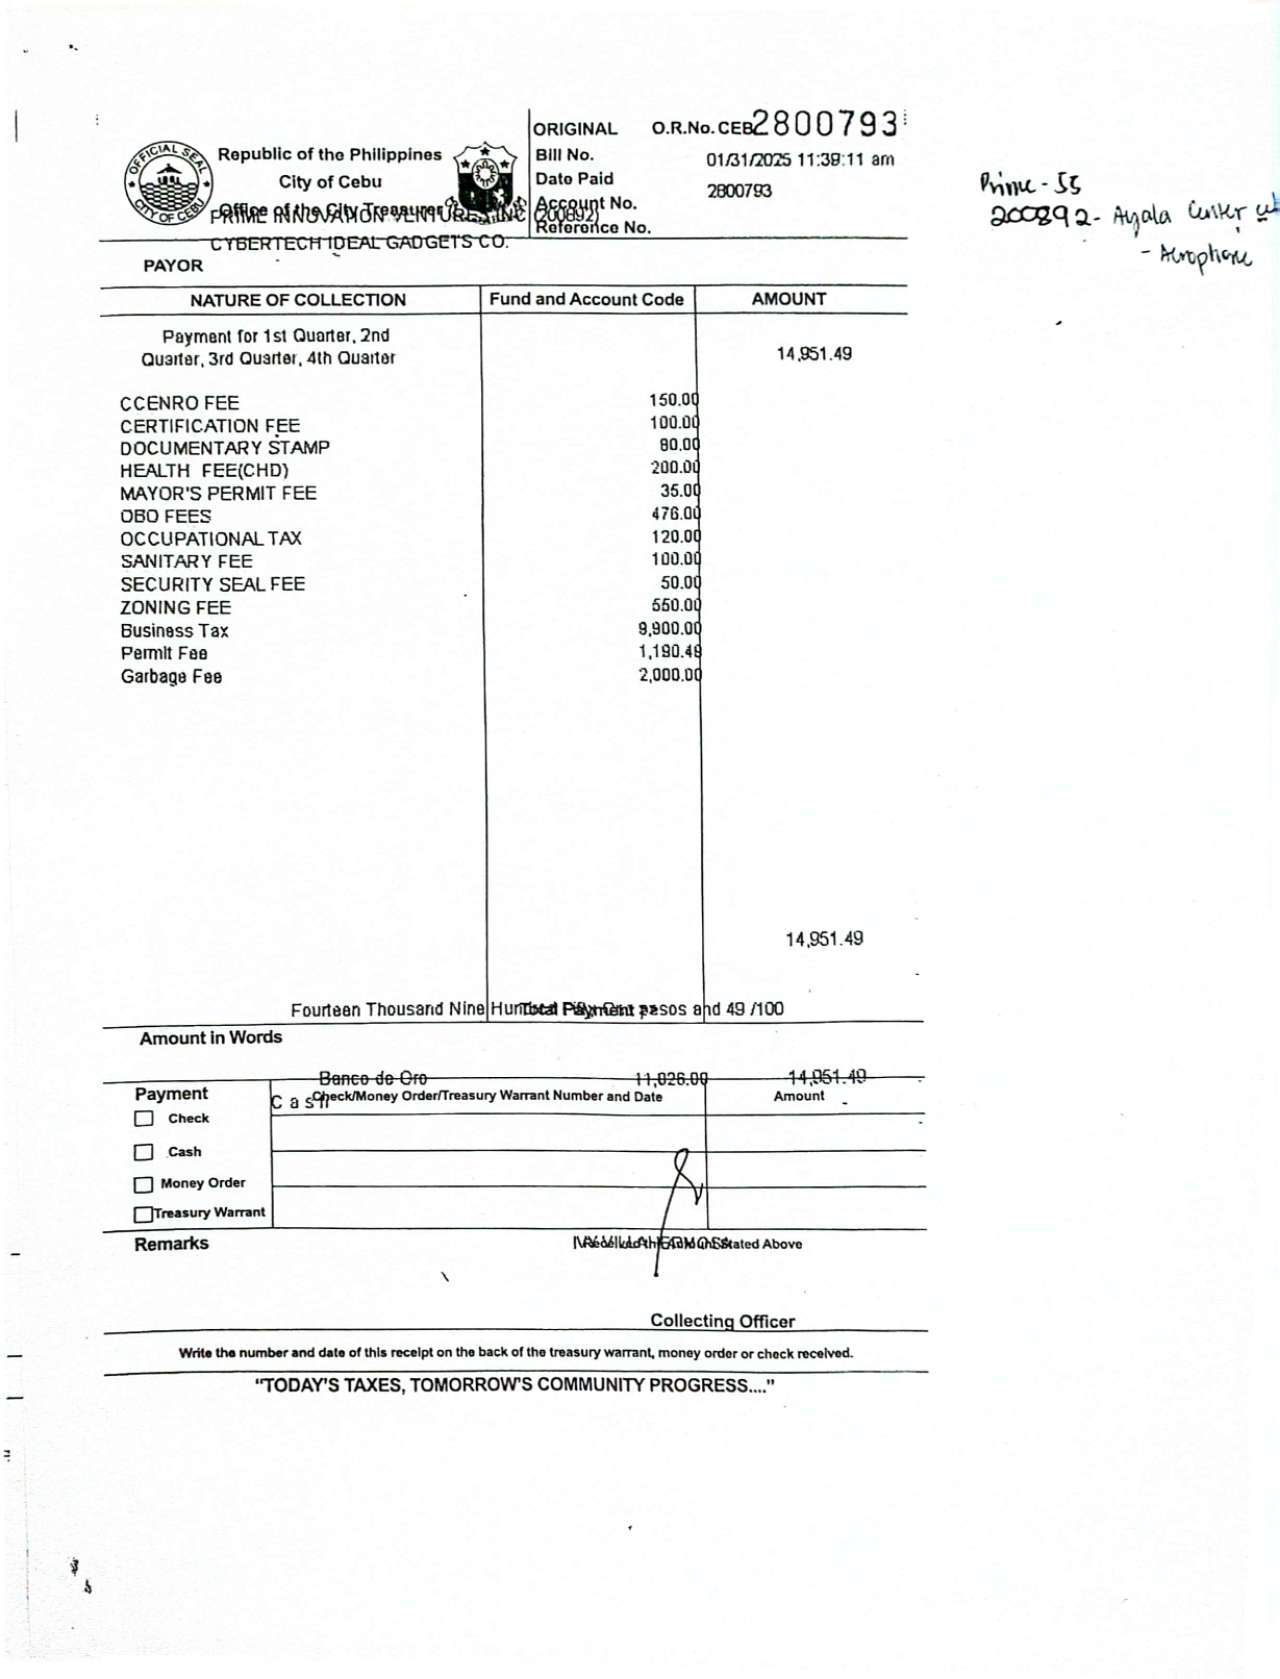 ORIGINAL O.R.No. CEB2800793
Bill No. 01/31/2025 11:39:11 am
Date Paid
2800793
Account No.
Reference No.
OFFICIAL SEAL
CITY OF CEBU
Republic of the Philippines
City of Cebu
Office of the City Treasurer
PRIME INNOVATION VENTURES INC (200892)
CYBERTECH IDEAL GADGETS CO.
PAYOR
Prime - 55
200892 - Ayala Center
NATURE OF COLLECTION Fund and Account Code AMOUNT
Payment for 1st Quarter, 2nd
Quarter, 3rd Quarter, 4th Quarter 14,951.49
CCENRO FEE 150.00
CERTIFICATION FEE 100.00
DOCUMENTARY STAMP 80.00
HEALTH FEE(CHD) 200.00
MAYOR'S PERMIT FEE 35.00
OBO FEES 476.00
OCCUPATIONAL TAX 120.00
SANITARY FEE 100.00
SECURITY SEAL FEE 50.00
ZONING FEE 550.00
Business Tax 9,900.00
Permit Fee 1,190.49
Garbage Fee 2,000.00
14,951.49
Total Payment
Fourteen Thousand Nine Hundred Fifty One pesos and 49 /100
Amount in Words
Banco de Oro 11,026.00 14,951.49
Payment Check/Money Order/Treasury Warrant Number and Date Amount
Cash
Check
Cash
Money Order
Treasury Warrant
Remarks Received the Amount Stated Above
VILLAHERMOSA
Collecting Officer
Write the number and date of this receipt on the back of the treasury warrant, money order or check received.
"TODAY'S TAXES, TOMORROW'S COMMUNITY PROGRESS...."